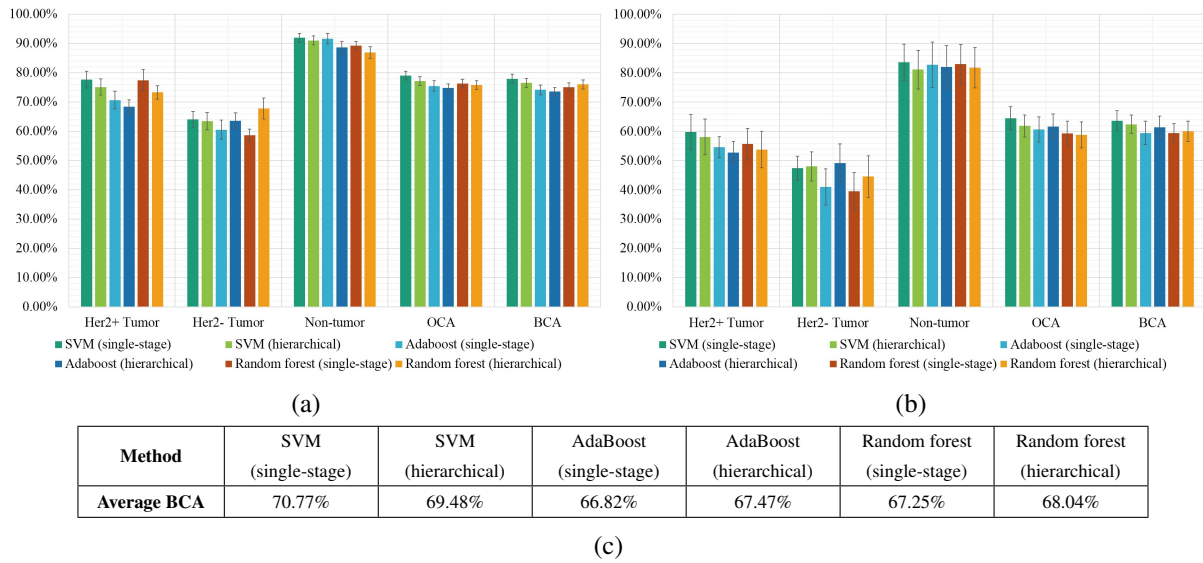 100.00%
90.00%
80.00%
70.00%
60.00%
50.00%
40.00%
30.00%
20.00%
10.00%
0.00%
Her2+ Tumor Her2- Tumor Non-tumor OCA BCA
SVM (single-stage) SVM (hierarchical) Adaboost (single-stage)
Adaboost (hierarchical) Random forest (single-stage) Random forest (hierarchical)
(a)
100.00%
90.00%
80.00%
70.00%
60.00%
50.00%
40.00%
30.00%
20.00%
10.00%
0.00%
Her2+ Tumor Her2- Tumor Non-tumor OCA BCA
SVM (single-stage) SVM (hierarchical) Adaboost (single-stage)
Adaboost (hierarchical) Random forest (single-stage) Random forest (hierarchical)
(b)
Method SVM SVM AdaBoost AdaBoost Random forest Random forest
(single-stage) (hierarchical) (single-stage) (hierarchical) (single-stage) (hierarchical)
Average BCA 70.77% 69.48% 66.82% 67.47% 67.25% 68.04%
(c)